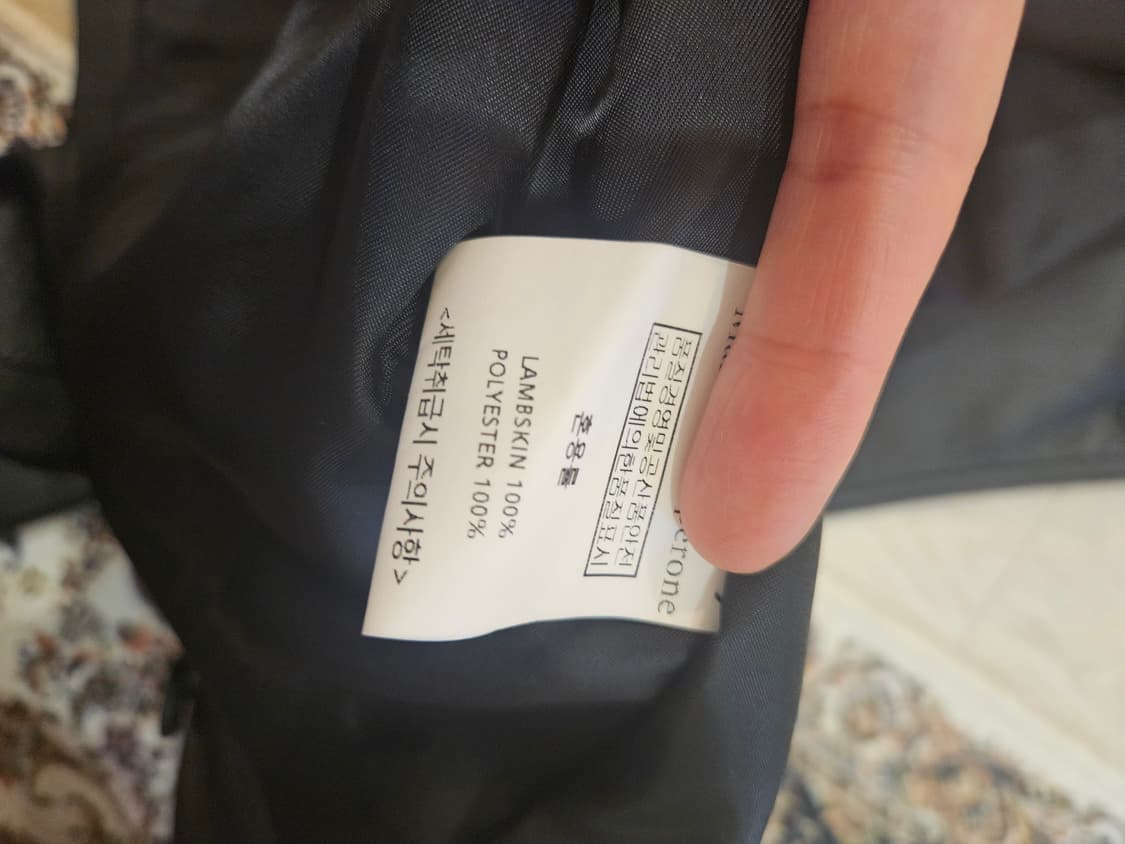 perone
품질경영및공산품안전
관리법에의한품질표시
혼용률
LAMBSKIN 100%
POLYESTER 100%
<세탁취급시 주의사항>